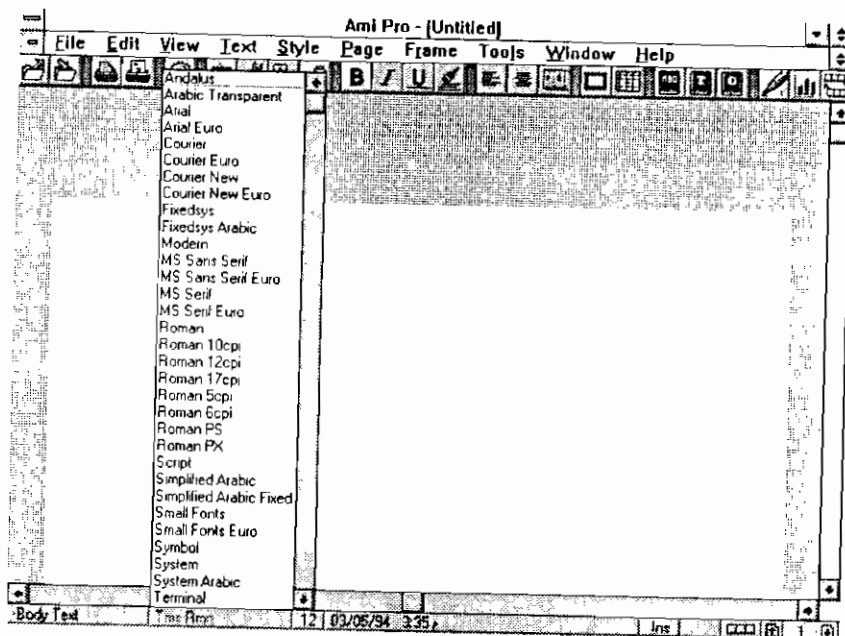 Ami Pro - [Untitled]
File Edit View Text Style Page Frame Tools Window Help
B I U
Andalus
Arabic Transparent
Arial
Arial Euro
Courier
Courier Euro
Courier New
Courier New Euro
Fixedsys
Fixedsys Arabic
Modern
MS Sans Serif
MS Sans Serif Euro
MS Serif
MS Serif Euro
Roman
Roman 10cpi
Roman 12cpi
Roman 17cpi
Roman 5cpi
Roman 6cpi
Roman PS
Roman PX
Script
Simplified Arabic
Simplified Arabic Fixed
Small Fonts
Small Fonts Euro
Symbol
System
System Arabic
Terminal
Body Text Tms Rmn 12 03/05/94 3:35 Ins 1